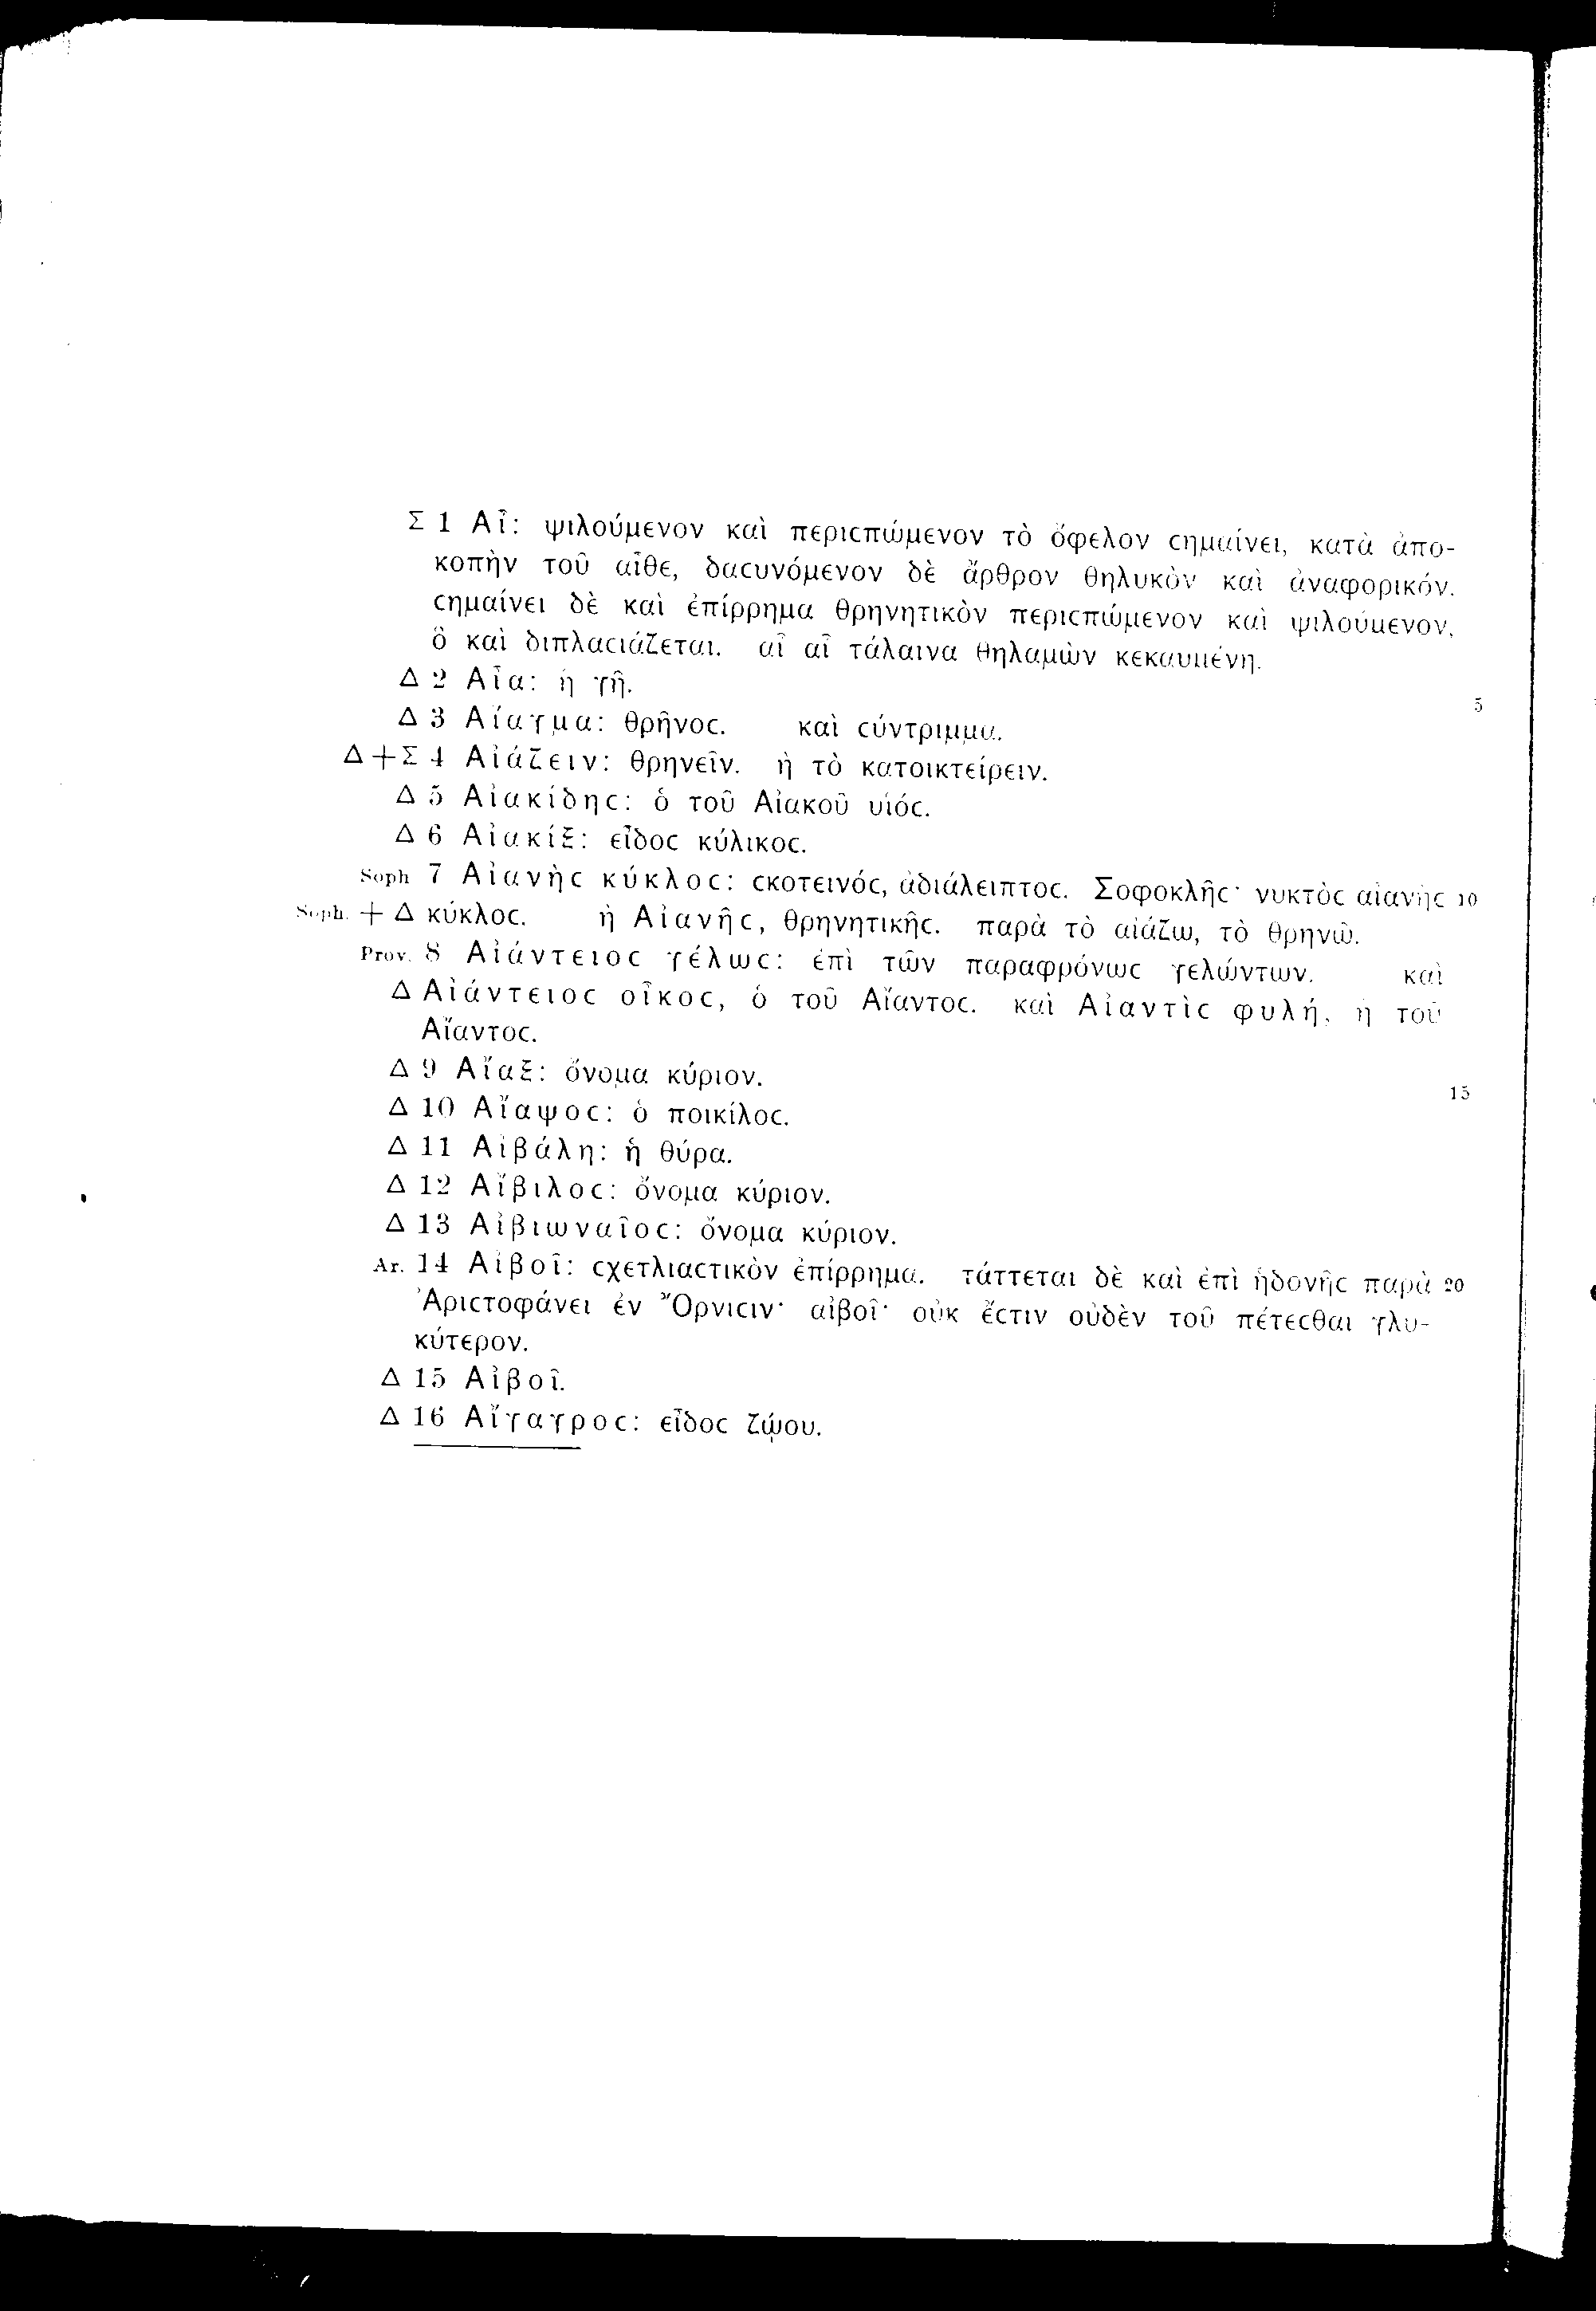 Σ 1 Αἶ: ψιλούμενον καὶ περιϲπώμενον τὸ ὄφελον ϲημαίνει, κατὰ ἀπο-
κοπὴν τοῦ αἶθε, δαϲυνόμενον δὲ ἄρθρον θηλυκὸν καὶ ἀναφορικόν.
ϲημαίνει δὲ καὶ ἐπίρρημα θρηνητικὸν περιϲπώμενον καὶ ψιλούμενον,
ὃ καὶ διπλαϲιάζεται. αἶ αἶ τάλαινα θηλαμὼν κεκαυμένη.
Δ 2 Αἶα: ἡ γῆ. 5
Δ 3 Αἴαγμα: θρῆνοϲ. καὶ ϲύντριμμα.
Δ+Σ 4 Αἰάζειν: θρηνεῖν. ἢ τὸ κατοικτείρειν.
Δ 5 Αἰακίδηϲ: ὁ τοῦ Αἰακοῦ υἱόϲ.
Δ 6 Αἰακίξ: εἶδοϲ κύλικοϲ.
Soph 7 Αἰανὴϲ κύκλοϲ: ϲκοτεινόϲ, ἀδιάλειπτοϲ. Σοφοκλῆϲ· νυκτὸϲ αἰανὴϲ 10
Soph. + Δ κύκλοϲ. ἢ Αἰανῆϲ, θρηνητικῆϲ. παρὰ τὸ αἰάζω, τὸ θρηνῶ.
Prov. 8 Αἰάντειοϲ γέλωϲ: ἐπὶ τῶν παραφρόνωϲ γελώντων. καὶ
Δ Αἰάντειοϲ οἶκοϲ, ὁ τοῦ Αἴαντοϲ. καὶ Αἰαντὶϲ φυλή, ἡ τοῦ
Αἴαντοϲ.
Δ 9 Αἴαξ: ὄνομα κύριον. 15
Δ 10 Αἴαψοϲ: ὁ ποικίλοϲ.
Δ 11 Αἰβάλη: ἡ θύρα.
Δ 12 Αἴβιλοϲ: ὄνομα κύριον.
Δ 13 Αἰβιωναῖοϲ: ὄνομα κύριον.
Ar. 14 Αἰβοῖ: ϲχετλιαϲτικὸν ἐπίρρημα. τάττεται δὲ καὶ ἐπὶ ἡδονῆϲ παρὰ 20
Ἀριϲτοφάνει ἐν Ὄρνιϲιν· αἰβοῖ· οὐκ ἔϲτιν οὐδὲν τοῦ πέτεϲθαι γλυ-
κύτερον.
Δ 15 Αἰβοῖ.
Δ 16 Αἴγαγροϲ: εἶδοϲ ζῴου.